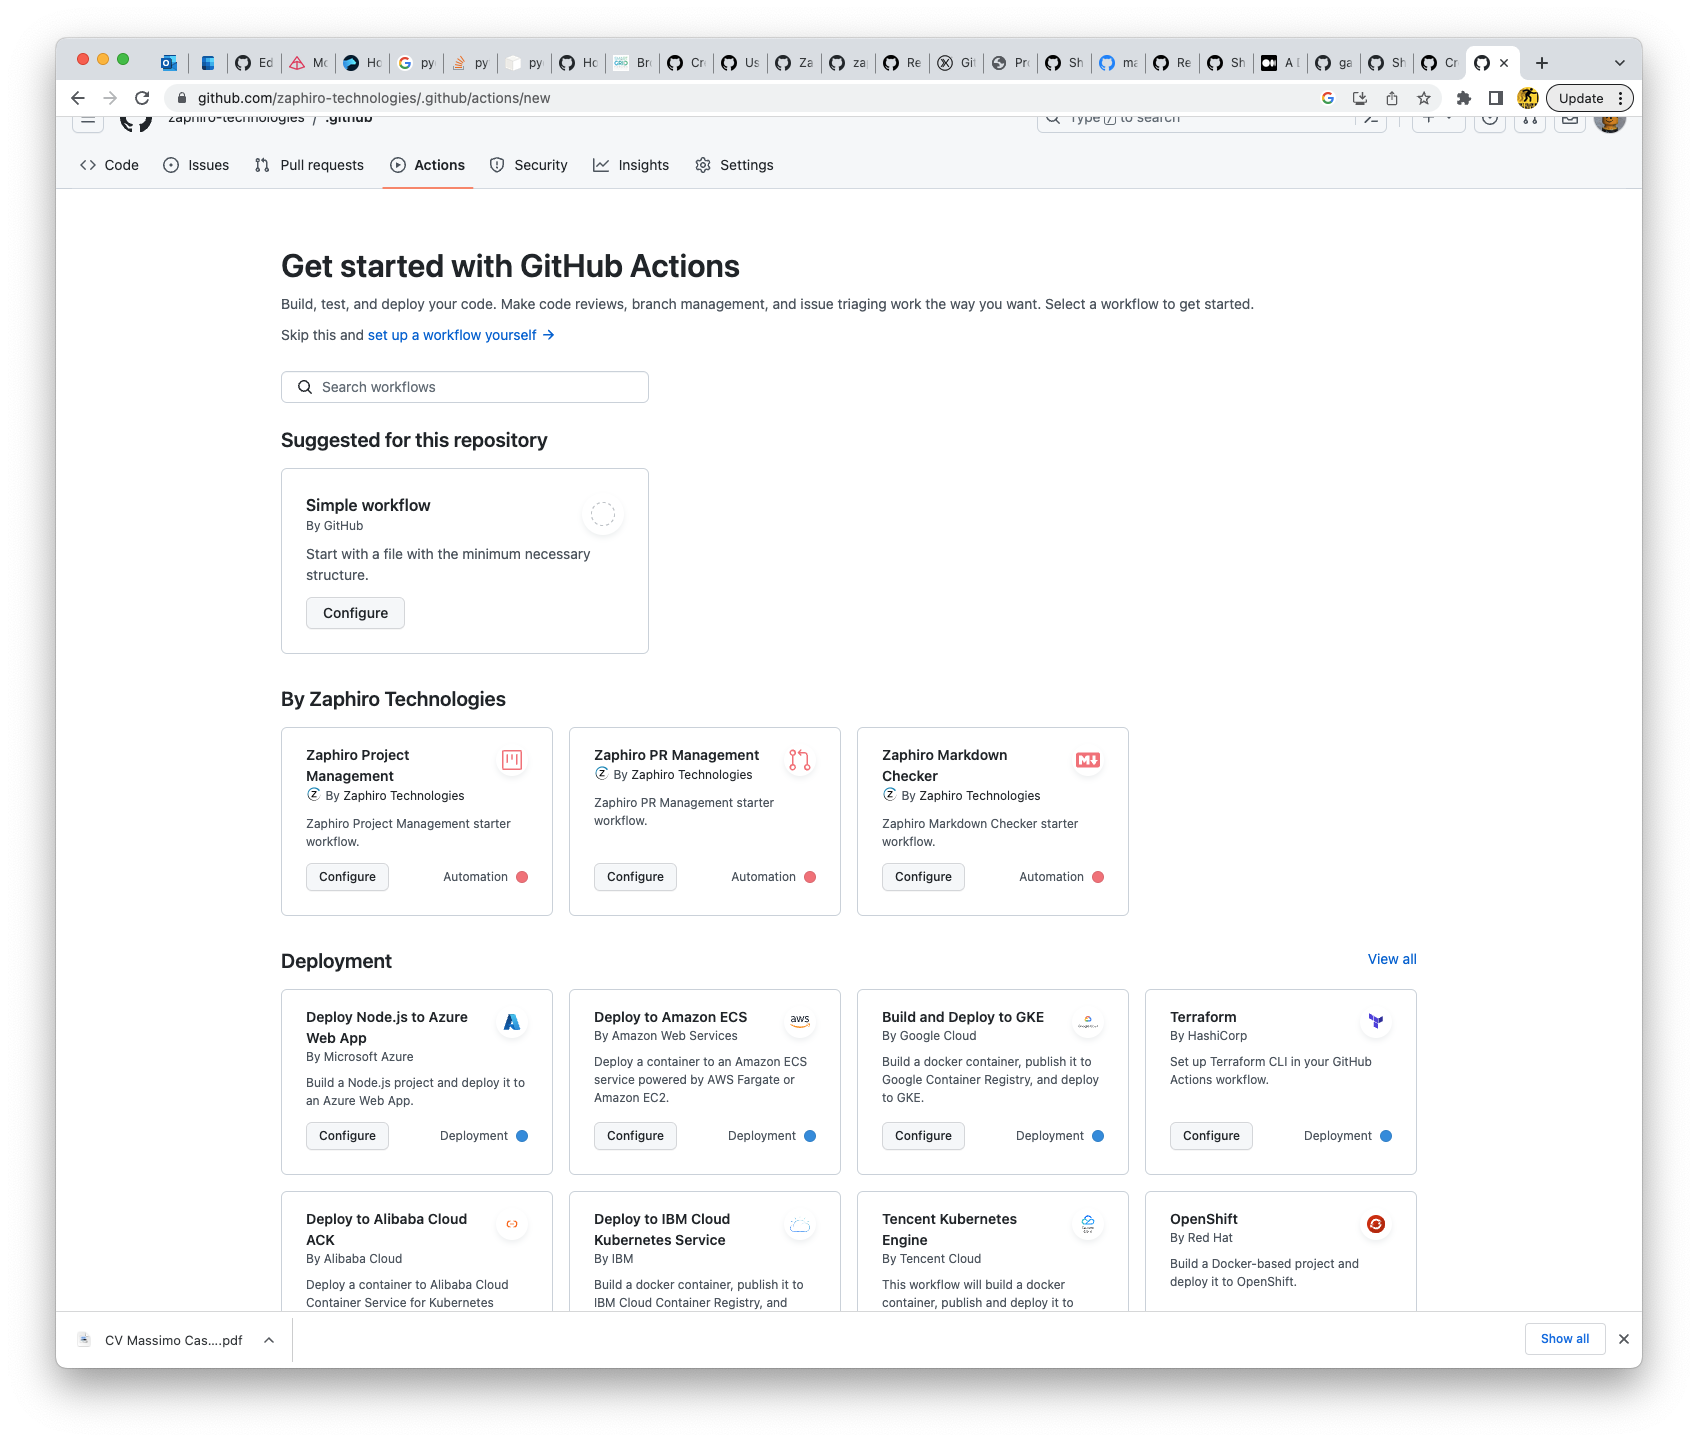 Ed
Mo
Ho
py
py
py
Ho
Br
Cr
Us
Za
za
Re
Git
Pr
Sh
ma
Re
Sh
A D
ga
Sh
Cr
github.com/zaphiro-technologies/.github/actions/new
Update
zaphiro-technologies / .github
Type / to search
Code
Issues
Pull requests
Actions
Security
Insights
Settings
Get started with GitHub Actions
Build, test, and deploy your code. Make code reviews, branch management, and issue triaging work the way you want. Select a workflow to get started.
Skip this and set up a workflow yourself →
Search workflows
Suggested for this repository
Simple workflow
By GitHub
Start with a file with the minimum necessary
structure.
Configure
By Zaphiro Technologies
Zaphiro Project
Management
By Zaphiro Technologies
Zaphiro Project Management starter
workflow.
Configure
Automation
Zaphiro PR Management
By Zaphiro Technologies
Zaphiro PR Management starter
workflow.
Configure
Automation
Zaphiro Markdown
Checker
By Zaphiro Technologies
Zaphiro Markdown Checker starter
workflow.
Configure
Automation
Deployment
View all
Deploy Node.js to Azure
Web App
By Microsoft Azure
Build a Node.js project and deploy it to
an Azure Web App.
Configure
Deployment
Deploy to Amazon ECS
By Amazon Web Services
aws
Deploy a container to an Amazon ECS
service powered by AWS Fargate or
Amazon EC2.
Configure
Deployment
Build and Deploy to GKE
By Google Cloud
Build a docker container, publish it to
Google Container Registry, and deploy
to GKE.
Configure
Deployment
Terraform
By HashiCorp
Set up Terraform CLI in your GitHub
Actions workflow.
Configure
Deployment
Deploy to Alibaba Cloud
ACK
By Alibaba Cloud
Deploy a container to Alibaba Cloud
Container Service for Kubernetes
Deploy to IBM Cloud
Kubernetes Service
By IBM
Build a docker container, publish it to
IBM Cloud Container Registry, and
Tencent Kubernetes
Engine
By Tencent Cloud
This workflow will build a docker
container, publish and deploy it to
OpenShift
By Red Hat
Build a Docker-based project and
deploy it to OpenShift.
CV Massimo Cas....pdf
Show all